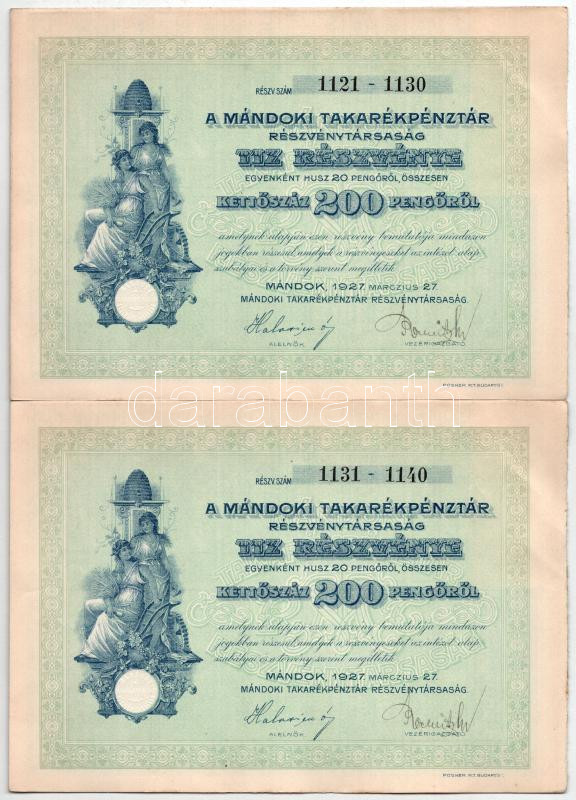 RÉSZV. SZÁM 1121 - 1130
A MÁNDOKI TAKARÉKPÉNZTÁR
RÉSZVÉNYTÁRSASÁG
TIZ RÉSZVÉNYE
EGYENKÉNT HUSZ 20 PENGŐRŐL, ÖSSZESEN
KETTŐSZÁZ 200 PENGŐRŐL
amelynek alapján ezen részvény bemutatója mindazon
jogokban részesül, amelyek a részvényeseket az intézet alap-
szabályai és a törvény szerint megilletik.
MÁNDOK, 1927. MÁRCZIUS 27.
MÁNDOKI TAKARÉKPÉNZTÁR RÉSZVÉNYTÁRSASÁG.
ALELNÖK. VEZÉRIGAZGATÓ
POSNER R.T. BUDAPEST.
darabanth
RÉSZV. SZÁM 1131 - 1140
A MÁNDOKI TAKARÉKPÉNZTÁR
RÉSZVÉNYTÁRSASÁG
TIZ RÉSZVÉNYE
EGYENKÉNT HUSZ 20 PENGŐRŐL, ÖSSZESEN
KETTŐSZÁZ 200 PENGŐRŐL
amelynek alapján ezen részvény bemutatója mindazon
jogokban részesül, amelyek a részvényeseket az intézet alap-
szabályai és a törvény szerint megilletik.
MÁNDOK, 1927. MÁRCZIUS 27.
MÁNDOKI TAKARÉKPÉNZTÁR RÉSZVÉNYTÁRSASÁG.
ALELNÖK. VEZÉRIGAZGATÓ
POSNER R.T. BUDAPEST.